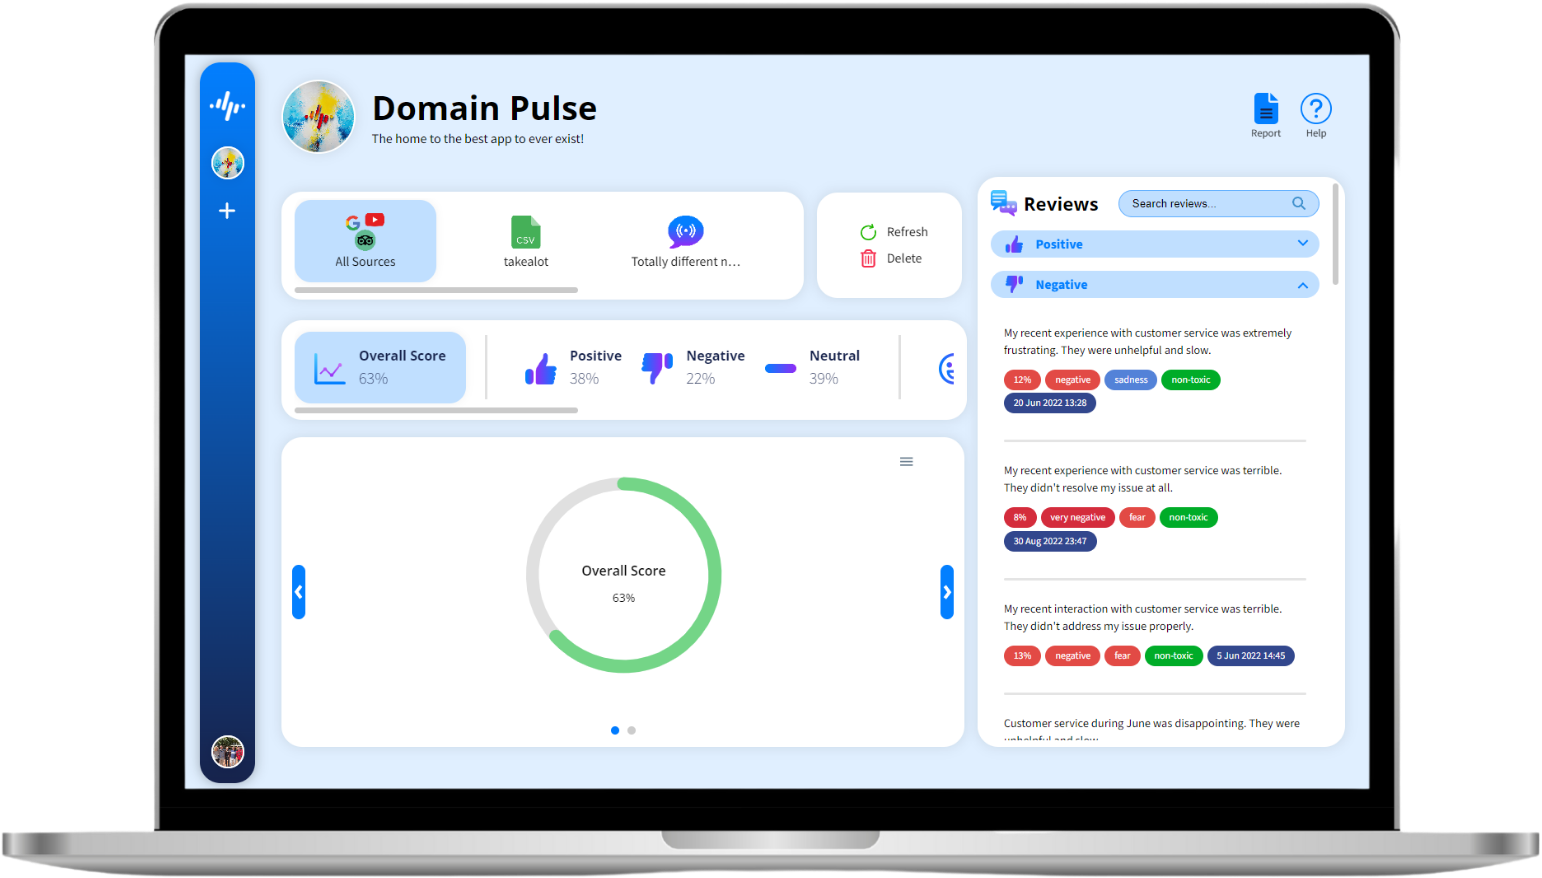 Domain Pulse
The home to the best app to ever exist!
Report
Help
All Sources
CSV
takealot
Totally different n...
Refresh
Delete
Overall Score
63%
Positive
38%
Negative
22%
Neutral
39%
Overall Score
63%
Reviews
Search reviews...
Positive
Negative
My recent experience with customer service was extremely
frustrating. They were unhelpful and slow.
12% negative sadness non-toxic
20 Jun 2022 13:28
My recent experience with customer service was terrible.
They didn't resolve my issue at all.
8% very negative fear non-toxic
30 Aug 2022 23:47
My recent interaction with customer service was terrible.
They didn't address my issue properly.
13% negative fear non-toxic 5 Jun 2022 14:45
Customer service during June was disappointing. They were
unhelpful and slow.